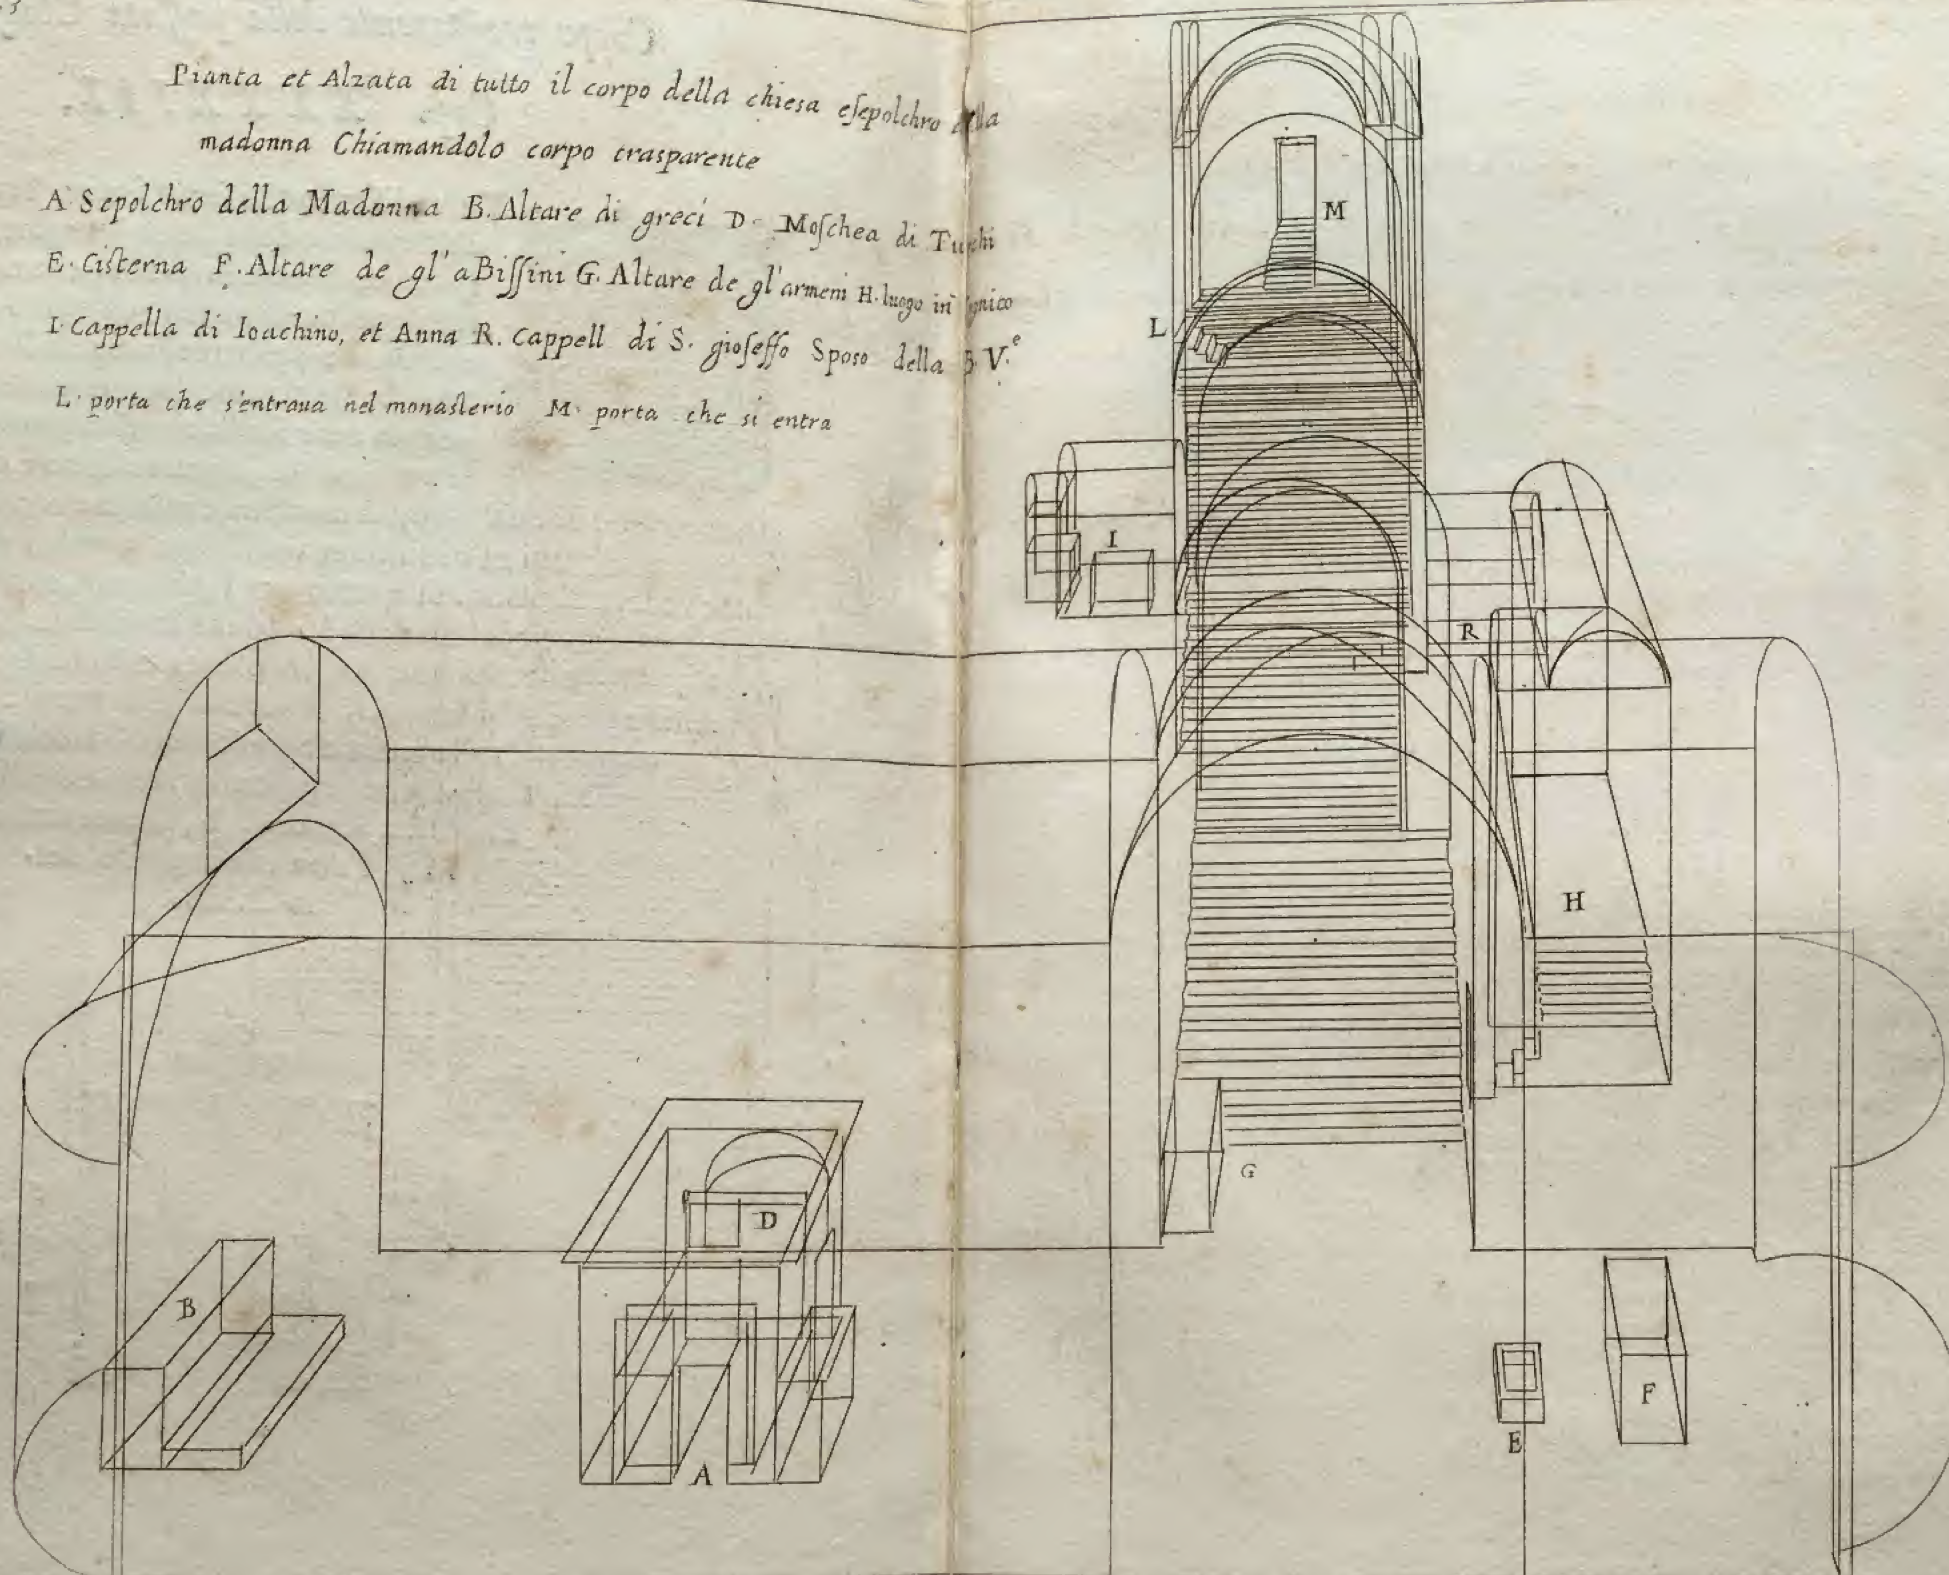 Pianta et Alzata di tutto il corpo della chiesa eſepolchro della
madonna Chiamandolo corpo trasparente
A. Sepolchro della Madonna B. Altare di greci D. Moſchea di Turchi
E. Ciſterna F. Altare de gl' aBiſſini G. Altare de gl' armeni H. luogo in
I. Cappella di Ioachino, et Anna R. Cappell di S. gioſeffo Sposo della B. V.e
L. porta che s'entraua nel monaſterio M. porta che si entra
M
L
I
R
H
G
D
B
A
F
E